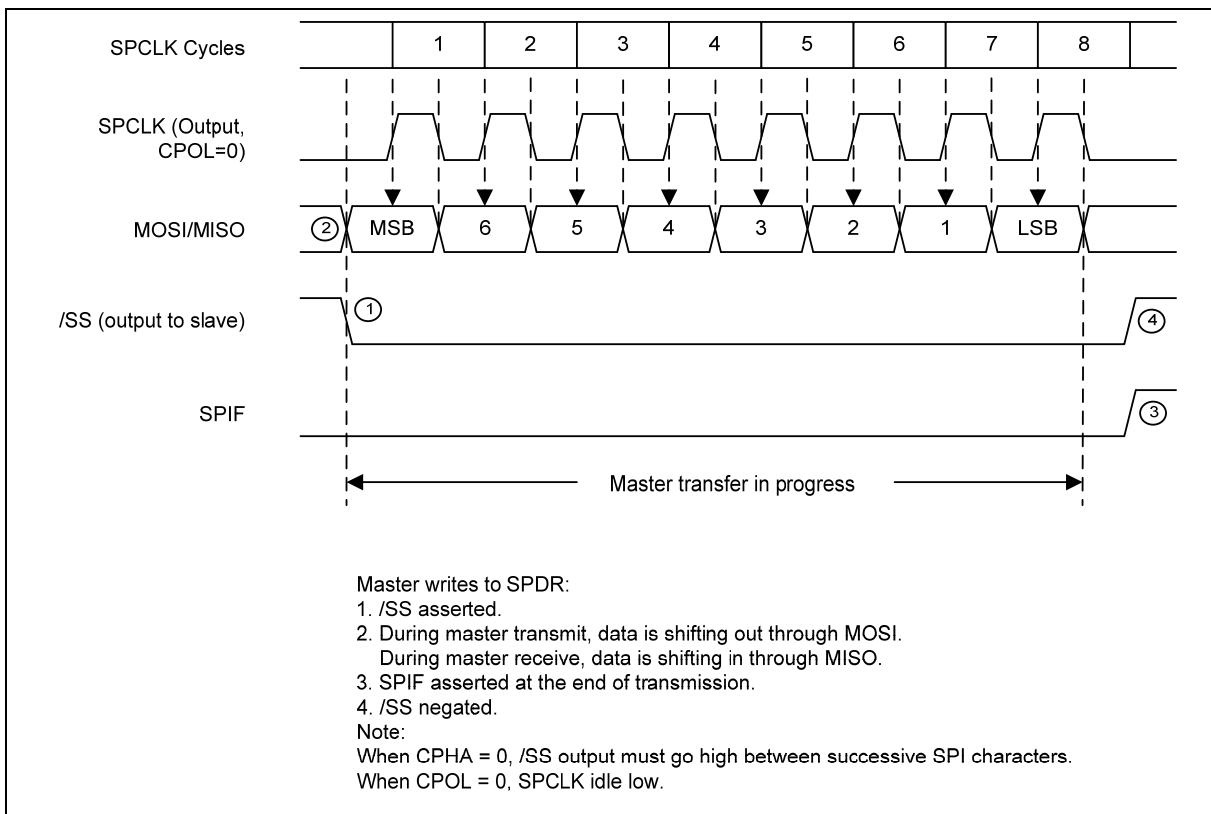 SPCLK Cycles
1 2 3 4 5 6 7 8
SPCLK (Output,
CPOL=0)
MOSI/MISO
2 MSB 6 5 4 3 2 1 LSB
/SS (output to slave)
1
4
SPIF
3
Master transfer in progress
Master writes to SPDR:
1. /SS asserted.
2. During master transmit, data is shifting out through MOSI.
During master receive, data is shifting in through MISO.
3. SPIF asserted at the end of transmission.
4. /SS negated.
Note:
When CPHA = 0, /SS output must go high between successive SPI characters.
When CPOL = 0, SPCLK idle low.